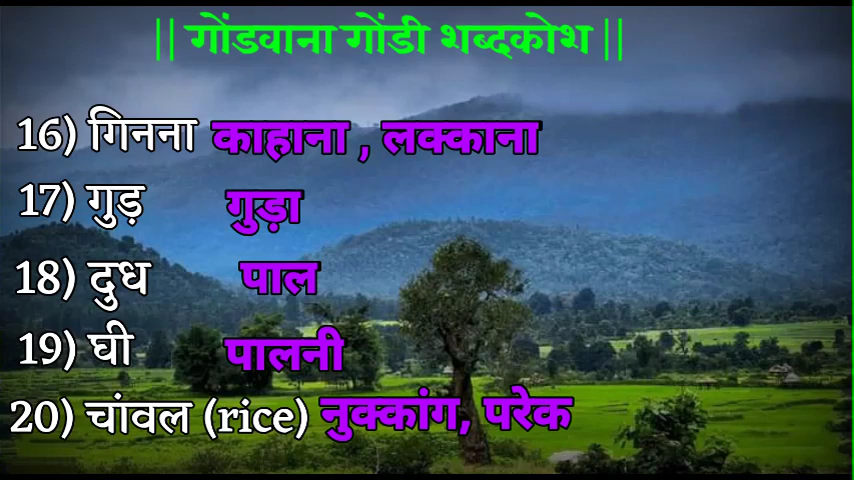 || गोंडवाना गोंडी शब्दकोश ||
16) गिनना काहाना , लक्काना
17) गुड़ गुड़ा
18) दुध पाल
19) घी पालनी
20) चांवल (rice) नुक्कांग, परेक